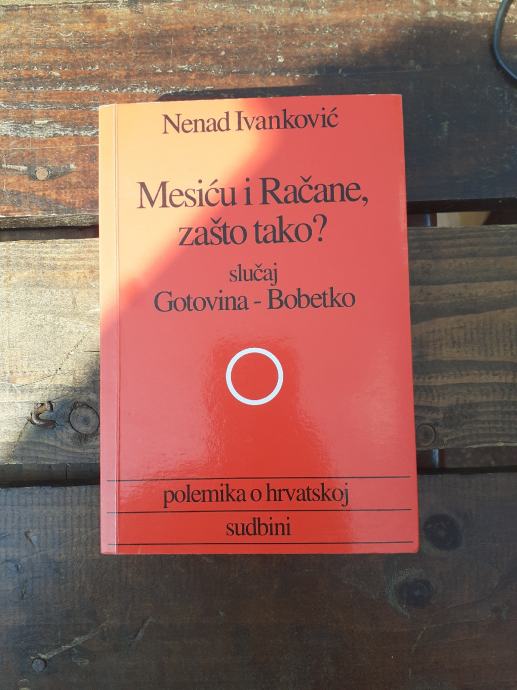 Nenad Ivanković
Mesiću i Račane,
zašto tako?
slučaj
Gotovina - Bobetko
polemika o hrvatskoj
sudbini